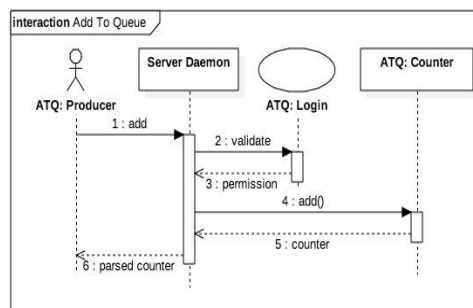 interaction Add To Queue
Server Daemon
ATQ: Counter
ATQ: Producer
ATQ: Login
1 : add
2 : validate
3 : permission
4 : add()
5 : counter
6 : parsed counter